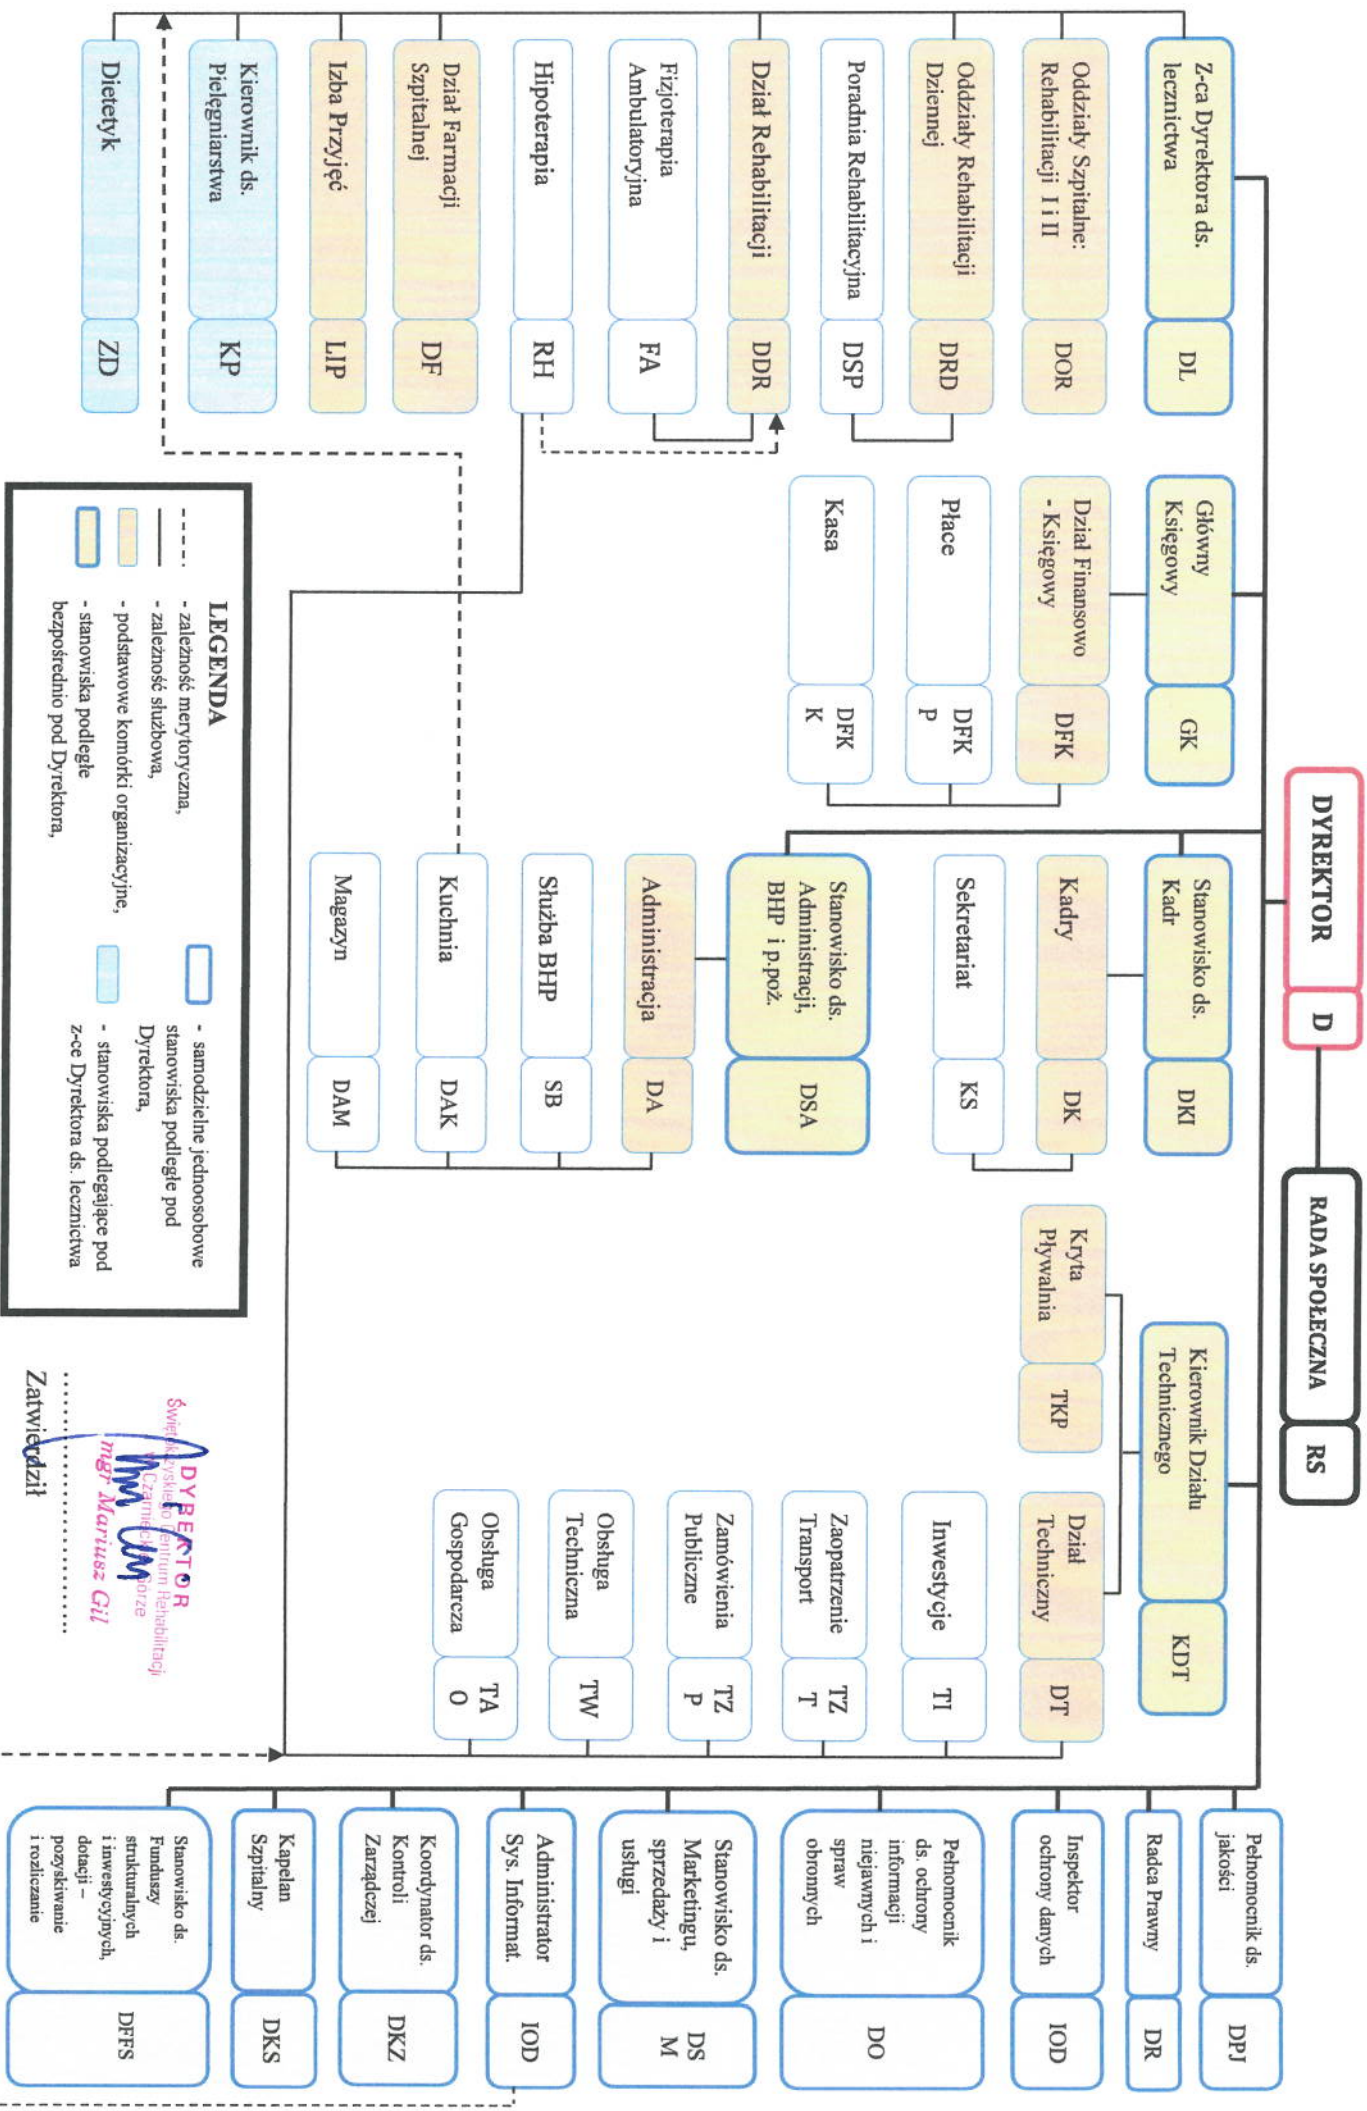 DYREKTOR
D
RADA SPOŁECZNA
RS
Z-ca Dyrektora ds.
lecznictwa
DL
Oddziały Szpitalne:
Rehabilitacji I i II
DOR
Oddziały Rehabilitacji
Dziennej
DRD
Poradnia Rehabilitacyjna
DSP
Dział Rehabilitacji
DDR
Fizjoterapia
Ambulatoryjna
FA
Hipoterapia
RH
Dział Farmacji
Szpitalnej
DF
Izba Przyjęć
LIP
Kierownik ds.
Pielęgniarstwa
KP
Dietetyk
ZD
Główny
Księgowy
GK
Dział Finansowo
- Księgowy
DFK
Płace
DFK
P
Kasa
DFK
K
Stanowisko ds.
Kadr
DKI
Kadry
DK
Sekretariat
KS
Stanowisko ds.
Administracji,
BHP i p.poż.
DSA
Administracja
DA
Służba BHP
SB
Kuchnia
DAK
Magazyn
DAM
Kierownik Działu
Technicznego
KDT
Kryta
Pływalnia
TKP
Dział
Techniczny
DT
Inwestycje
TI
Zaopatrzenie
Transport
TZ
T
Zamówienia
Publiczne
TZ
P
Obsługa
Techniczna
TW
Obsługa
Gospodarcza
TA
O
Pełnomocnik ds.
jakości
DPJ
Radca Prawny
DR
Inspektor
ochrony danych
IOD
Pełnomocnik
ds. ochrony
informacji
niejawnych i
spraw
obronnych
DO
Stanowisko ds.
Marketingu,
sprzedaży i
usługi
DS
M
Administrator
Sys. Informat.
IOD
Koordynator ds.
Kontroli
Zarządczej
DKZ
Kapelan
Szpitalny
DKS
Stanowisko ds.
Funduszy
strukturalnych
i inwestycyjnych,
dotacji –
pozyskiwanie
i rozliczanie
DFFS
LEGENDA
- zależność merytoryczna,
- zależność służbowa,
- podstawowe komórki organizacyjne,
- stanowiska podległe
bezpośrednio pod Dyrektora,
- samodzielne jednoosobowe
stanowiska podległe pod
Dyrektora,
- stanowiska podlegające pod
z-ce Dyrektora ds. lecznictwa
DYREKTOR
Świętokrzyskiego Centrum Rehabilitacji
w Czarnieckiej Górze
mgr Mariusz Gil
..............................
Zatwierdził